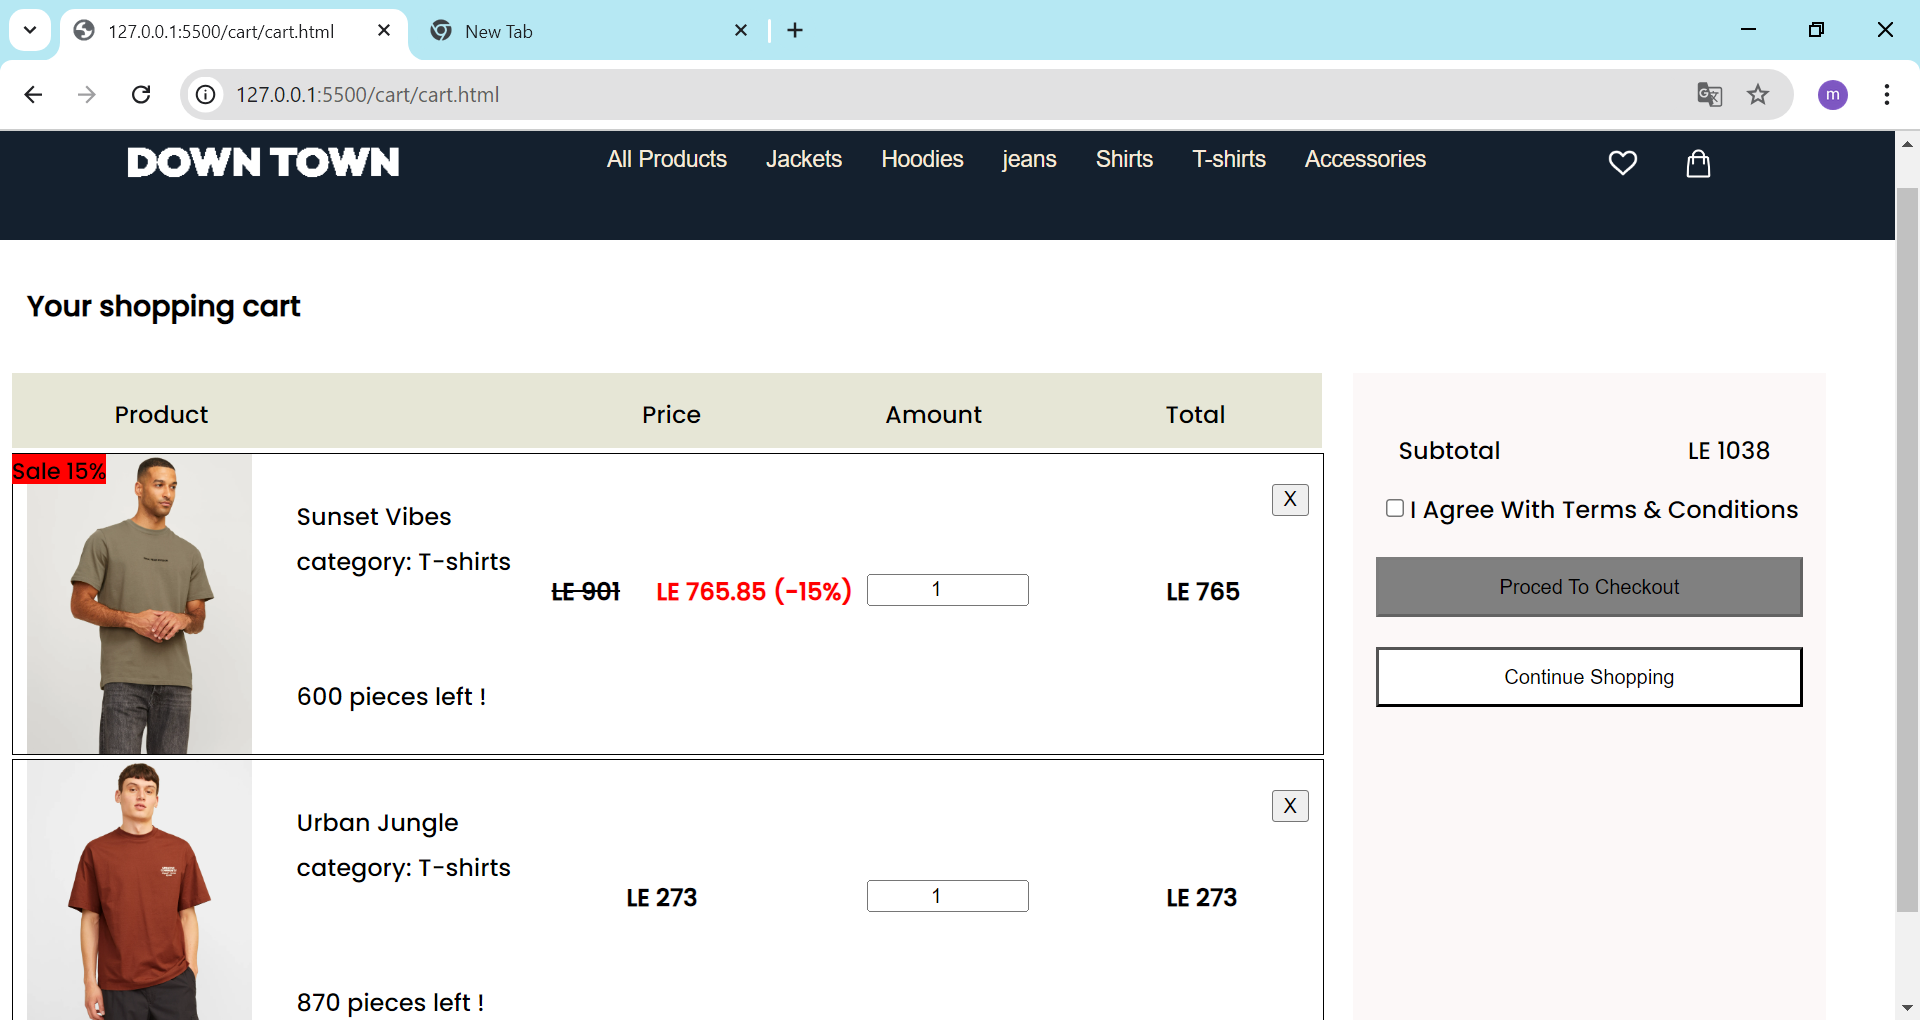 127.0.0.1:5500/cart/cart.html
New Tab
127.0.0.1:5500/cart/cart.html
m
DOWN TOWN
All Products Jackets Hoodies jeans Shirts T-shirts Accessories
Your shopping cart
Product Price Amount Total
Sale 15%
Sunset Vibes
category: T-shirts
LE 901 LE 765.85 (-15%) 1 LE 765
X
600 pieces left !
Urban Jungle
category: T-shirts
LE 273 1 LE 273
X
870 pieces left !
Subtotal LE 1038
I Agree With Terms & Conditions
Proced To Checkout
Continue Shopping